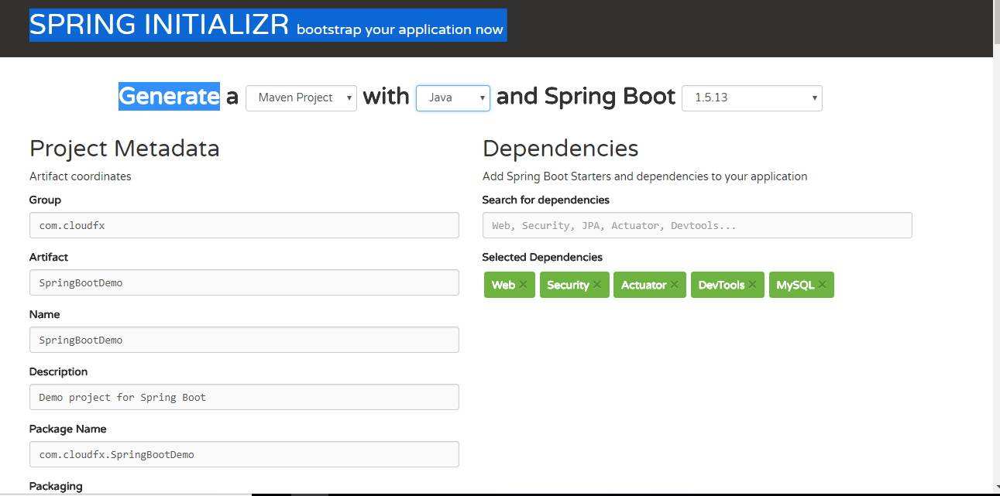 SPRING INITIALIZR bootstrap your application now
Generate a Maven Project with Java and Spring Boot 1.5.13
Project Metadata
Artifact coordinates
Group
com.cloudfx
Artifact
SpringBootDemo
Name
SpringBootDemo
Description
Demo project for Spring Boot
Package Name
com.cloudfx.SpringBootDemo
Packaging
Dependencies
Add Spring Boot Starters and dependencies to your application
Search for dependencies
Web, Security, JPA, Actuator, Devtools...
Selected Dependencies
Web Security Actuator DevTools MySQL